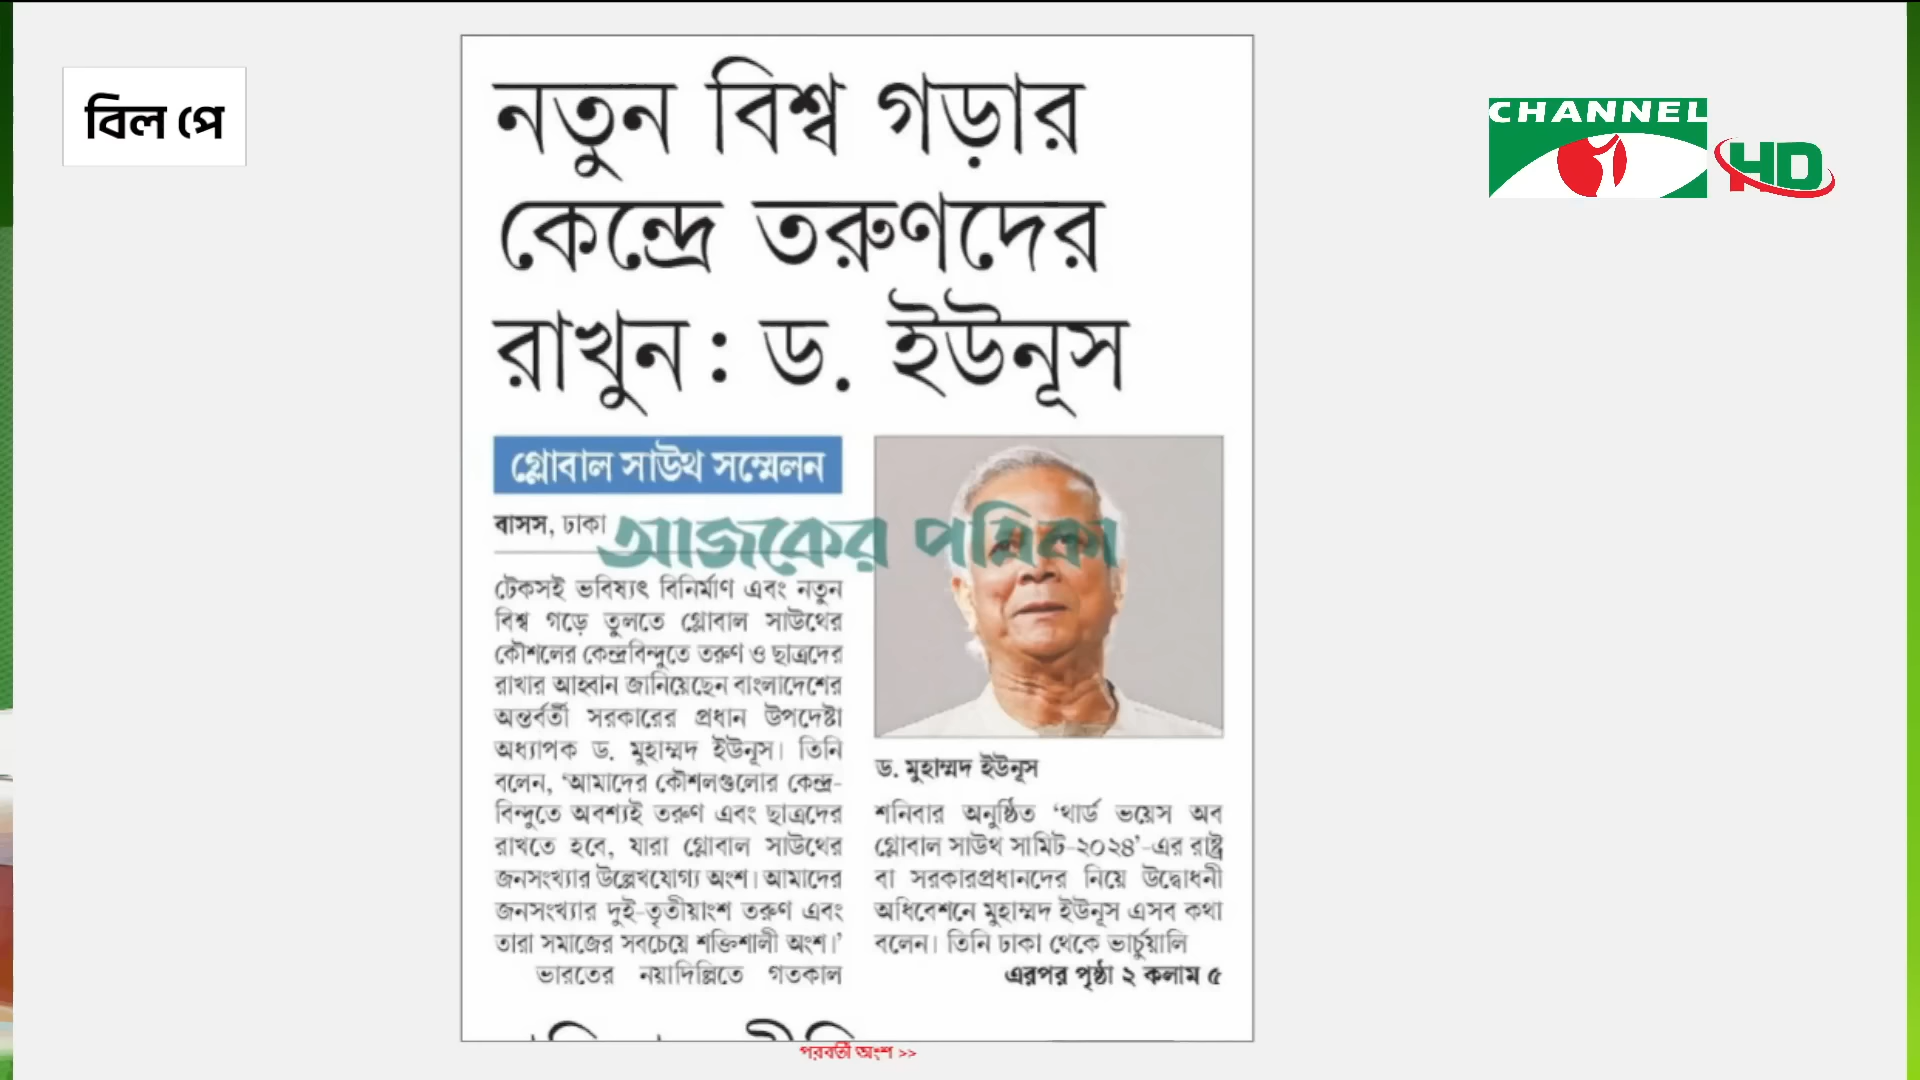 বিল পে
CHANNEL
HD
নতুন বিশ্ব গড়ার
কেন্দ্রে তরুণদের
রাখুন : ড. ইউনূস
গ্লোবাল সাউথ সম্মেলন
বাসস, ঢাকা
আজকের পত্রিকা
টেকসই ভবিষ্যৎ বিনির্মাণ এবং নতুন
বিশ্ব গড়ে তুলতে গ্লোবাল সাউথের
কৌশলের কেন্দ্রবিন্দুতে তরুণ ও ছাত্রদের
রাখার আহ্বান জানিয়েছেন বাংলাদেশের
অন্তর্বর্তী সরকারের প্রধান উপদেষ্টা
অধ্যাপক ড. মুহাম্মদ ইউনূস। তিনি
বলেন, ‘আমাদের কৌশলগুলোর কেন্দ্র-
বিন্দুতে অবশ্যই তরুণ এবং ছাত্রদের
রাখতে হবে, যারা গ্লোবাল সাউথের
জনসংখ্যার উল্লেখযোগ্য অংশ। আমাদের
জনসংখ্যার দুই-তৃতীয়াংশ তরুণ এবং
তারা সমাজের সবচেয়ে শক্তিশালী অংশ।’
ভারতের নয়াদিল্লিতে গতকাল
ড. মুহাম্মদ ইউনূস
শনিবার অনুষ্ঠিত ‘থার্ড ভয়েস অব
গ্লোবাল সাউথ সামিট-২০২৪’-এর রাষ্ট্র
বা সরকারপ্রধানদের নিয়ে উদ্বোধনী
অধিবেশনে মুহাম্মদ ইউনূস এসব কথা
বলেন। তিনি ঢাকা থেকে ভার্চুয়ালি
এরপর পৃষ্ঠা ২ কলাম ৫
পরবর্তী অংশ >>